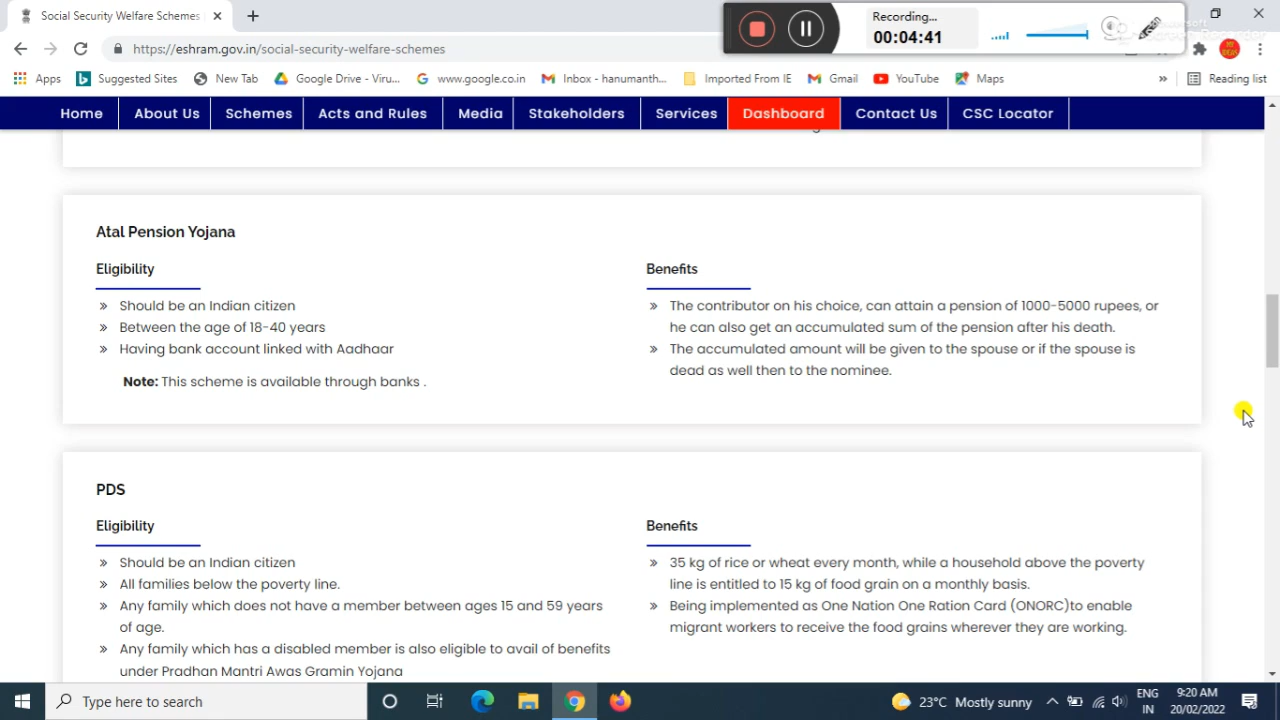 Social Security Welfare Schemes
Recording...
00:04:41
https://eshram.gov.in/social-security-welfare-schemes
Apps
Suggested Sites
New Tab
Google Drive - Viru...
www.google.co.in
Inbox - hanumanth...
Imported From IE
Gmail
YouTube
Maps
»
Reading list
Home
About Us
Schemes
Acts and Rules
Media
Stakeholders
Services
Dashboard
Contact Us
CSC Locator
Atal Pension Yojana
Eligibility
» Should be an Indian citizen
» Between the age of 18-40 years
» Having bank account linked with Aadhaar
Note: This scheme is available through banks .
Benefits
» The contributor on his choice, can attain a pension of 1000-5000 rupees, or
he can also get an accumulated sum of the pension after his death.
» The accumulated amount will be given to the spouse or if the spouse is
dead as well then to the nominee.
PDS
Eligibility
» Should be an Indian citizen
» All families below the poverty line.
» Any family which does not have a member between ages 15 and 59 years
of age.
» Any family which has a disabled member is also eligible to avail of benefits
under Pradhan Mantri Awas Gramin Yojana
Benefits
» 35 kg of rice or wheat every month, while a household above the poverty
line is entitled to 15 kg of food grain on a monthly basis.
» Being implemented as One Nation One Ration Card (ONORC)to enable
migrant workers to receive the food grains wherever they are working.
Type here to search
23°C Mostly sunny
ENG
IN
9:20 AM
20/02/2022